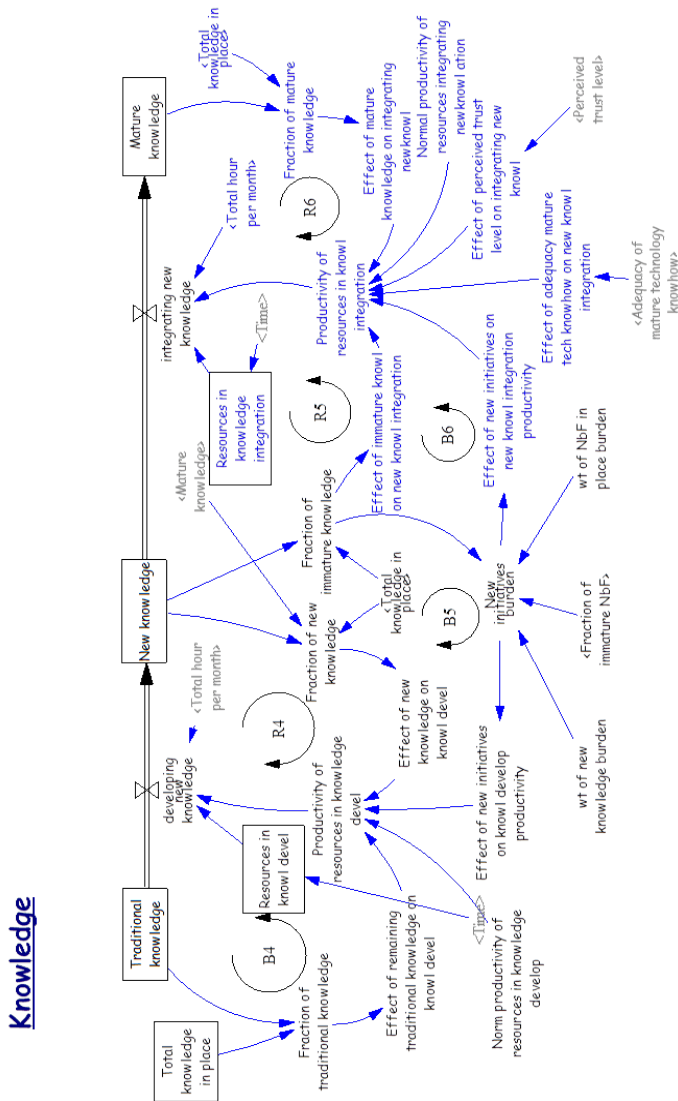 Knowledge
Total
knowledge
in place
Traditional
knowledge
New knowledge
Mature
knowledge
developing
new
knowledge
<Total hour
per month>
integrating new
knowledge
<Total hour
per month>
<Total
knowledge in
place>
Fraction of
traditional knowledge
B4
Resources in
knowl devel
R4
<Mature
knowledge>
Resources in
knowledge
integration
<Time>
R6
Fraction of mature
knowledge
Effect of remaining
traditional knowledge on
knowl devel
Productivity of
resources in knowledge
devel
Fraction of new
knowledge
Fraction of
immature knowledge
R5
Productivity of
resources in knowl
integration
Effect of mature
knowledge on integrating
newknowl
Effect of new
knowledge on
knowl devel
<Total
knowledge in
place>
Effect of immature knowl
on new knowl integration
Normal productivity of
resources integrating
newknowl ation
<Time>
Norm productivity of
resources in knowledge
develop
Effect of new initiatives
on knowl develop
productivity
B5
New
initiatives
burden
B6
Effect of new initiatives on
new knowl integration
productivity
Effect of perceived trust
level on integrating new
knowl
Effect of adequacy mature
tech knowhow on new knowl
integration
<Perceived
trust level>
wt of new
knowledge burden
<Fraction of
immature NbF>
wt of NbF in
place burden
<Adequacy of
mature technology
knowhow>